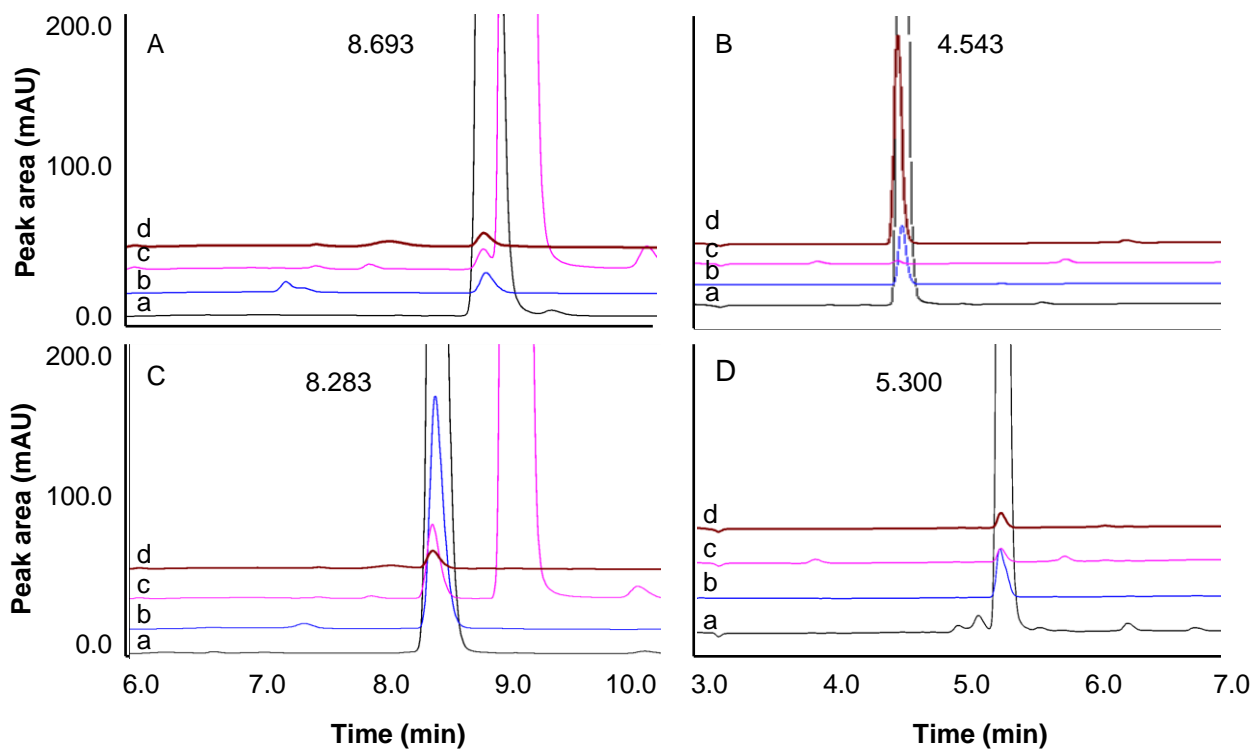 200.0
A
8.693
Peak area (mAU)
100.0
d
c
b
a
0.0
B
4.543
d
c
b
a
200.0
C
8.283
Peak area (mAU)
100.0
d
c
b
a
0.0
6.0 7.0 8.0 9.0 10.0
Time (min)
D
5.300
d
c
b
a
3.0 4.0 5.0 6.0 7.0
Time (min)